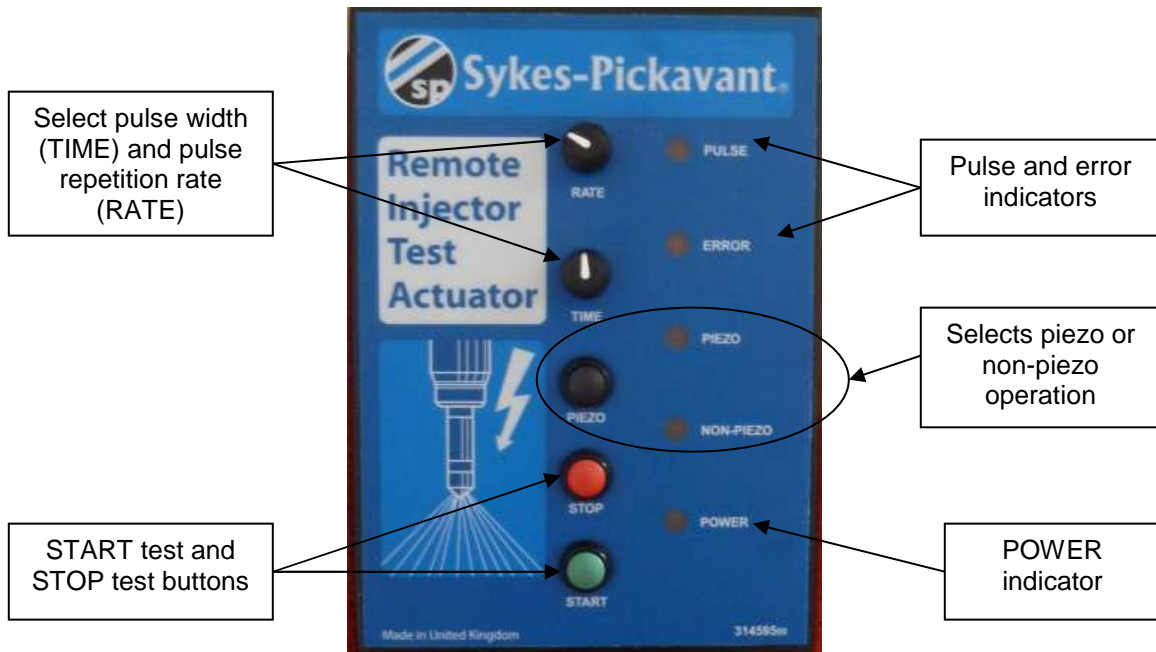 Select pulse width
(TIME) and pulse
repetition rate
(RATE)
START test and
STOP test buttons
sp
Sykes-Pickavant®
Remote
Injector
Test
Actuator
RATE
TIME
PIEZO
STOP
START
PULSE
ERROR
PIEZO
NON-PIEZO
POWER
Made in United Kingdom
314595m
Pulse and error
indicators
Selects piezo or
non-piezo
operation
POWER
indicator